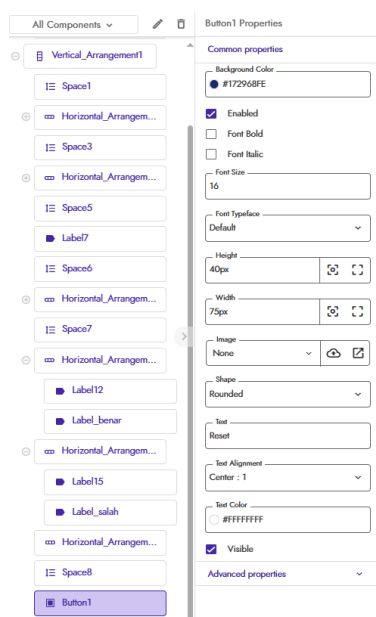 All Components
Vertical_Arrangement1
Space1
Horizontal_Arrangem...
Space3
Horizontal_Arrangem...
Space5
Label7
Space6
Horizontal_Arrangem...
Space7
Horizontal_Arrangem...
Label12
Label_benar
Horizontal_Arrangem...
Label15
Label_salah
Horizontal_Arrangem...
Space8
Button1
Button1 Properties
Common properties
Background Color
#172968FE
Enabled
Font Bold
Font Italic
Font Size
16
Font Typeface
Default
Height
40px
Width
75px
Image
None
Shape
Rounded
Text
Reset
Text Alignment
Center : 1
Text Color
#FFFFFFFF
Visible
Advanced properties